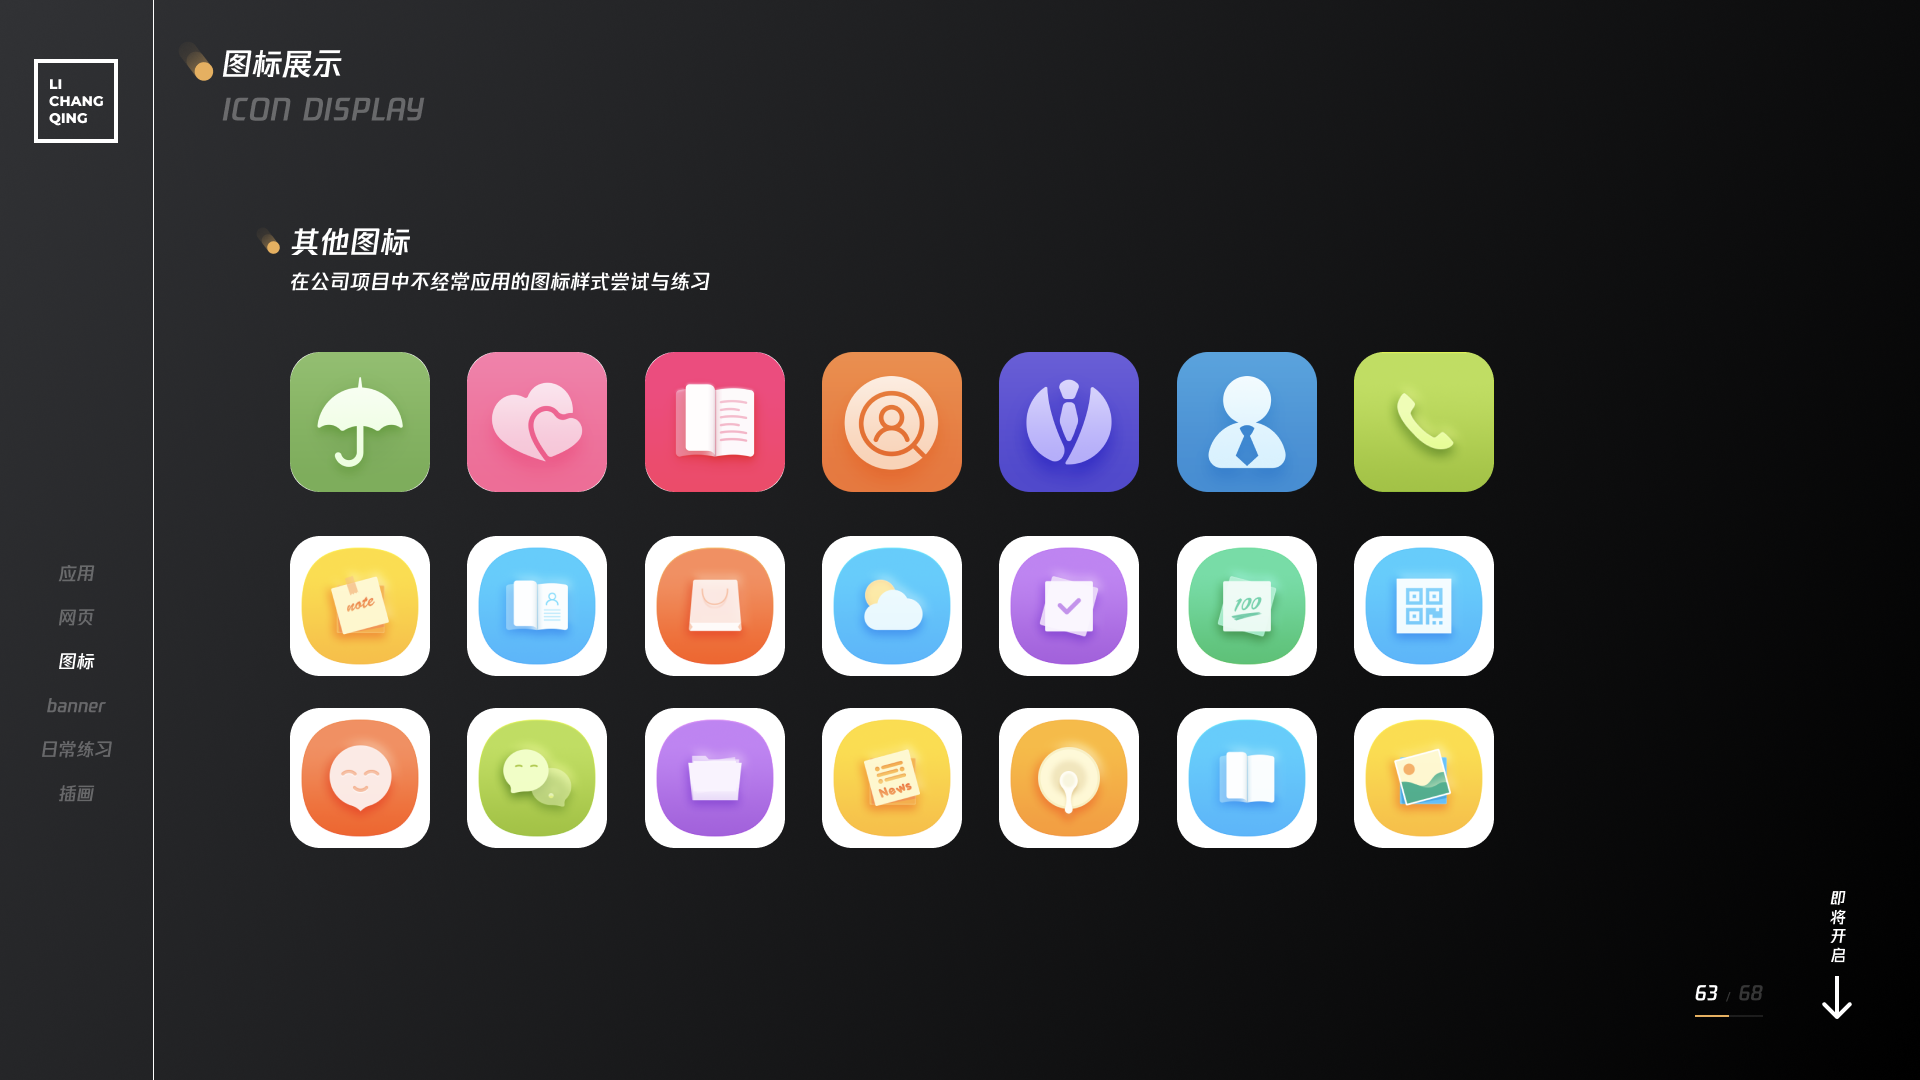 LI
CHANG
QING
图标展示
ICON DISPLAY
其他图标
在公司项目中不经常应用的图标样式尝试与练习
应用
网页
图标
banner
日常练习
插画
note
100
News
即将开启
63 / 68